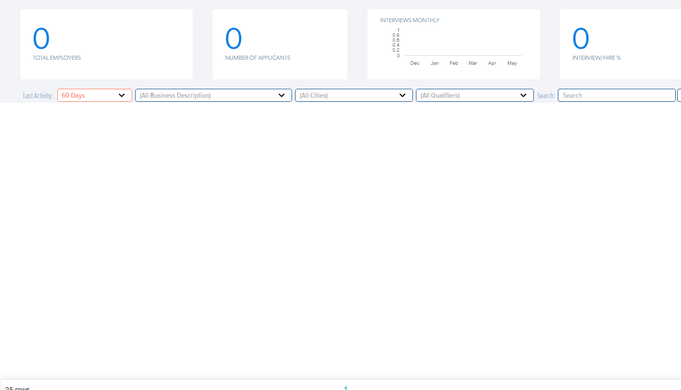 0
TOTAL EMPLOYERS
0
NUMBER OF APPLICANTS
INTERVIEWS MONTHLY
1
0.8
0.6
0.4
0.2
0
Dec Jan Feb Mar Apr May
0
INTERVIEW/HIRE %
Last Activity: 60 Days (All Business Description) (All Cities) (All Qualifiers) Search: Search
25 rows 1